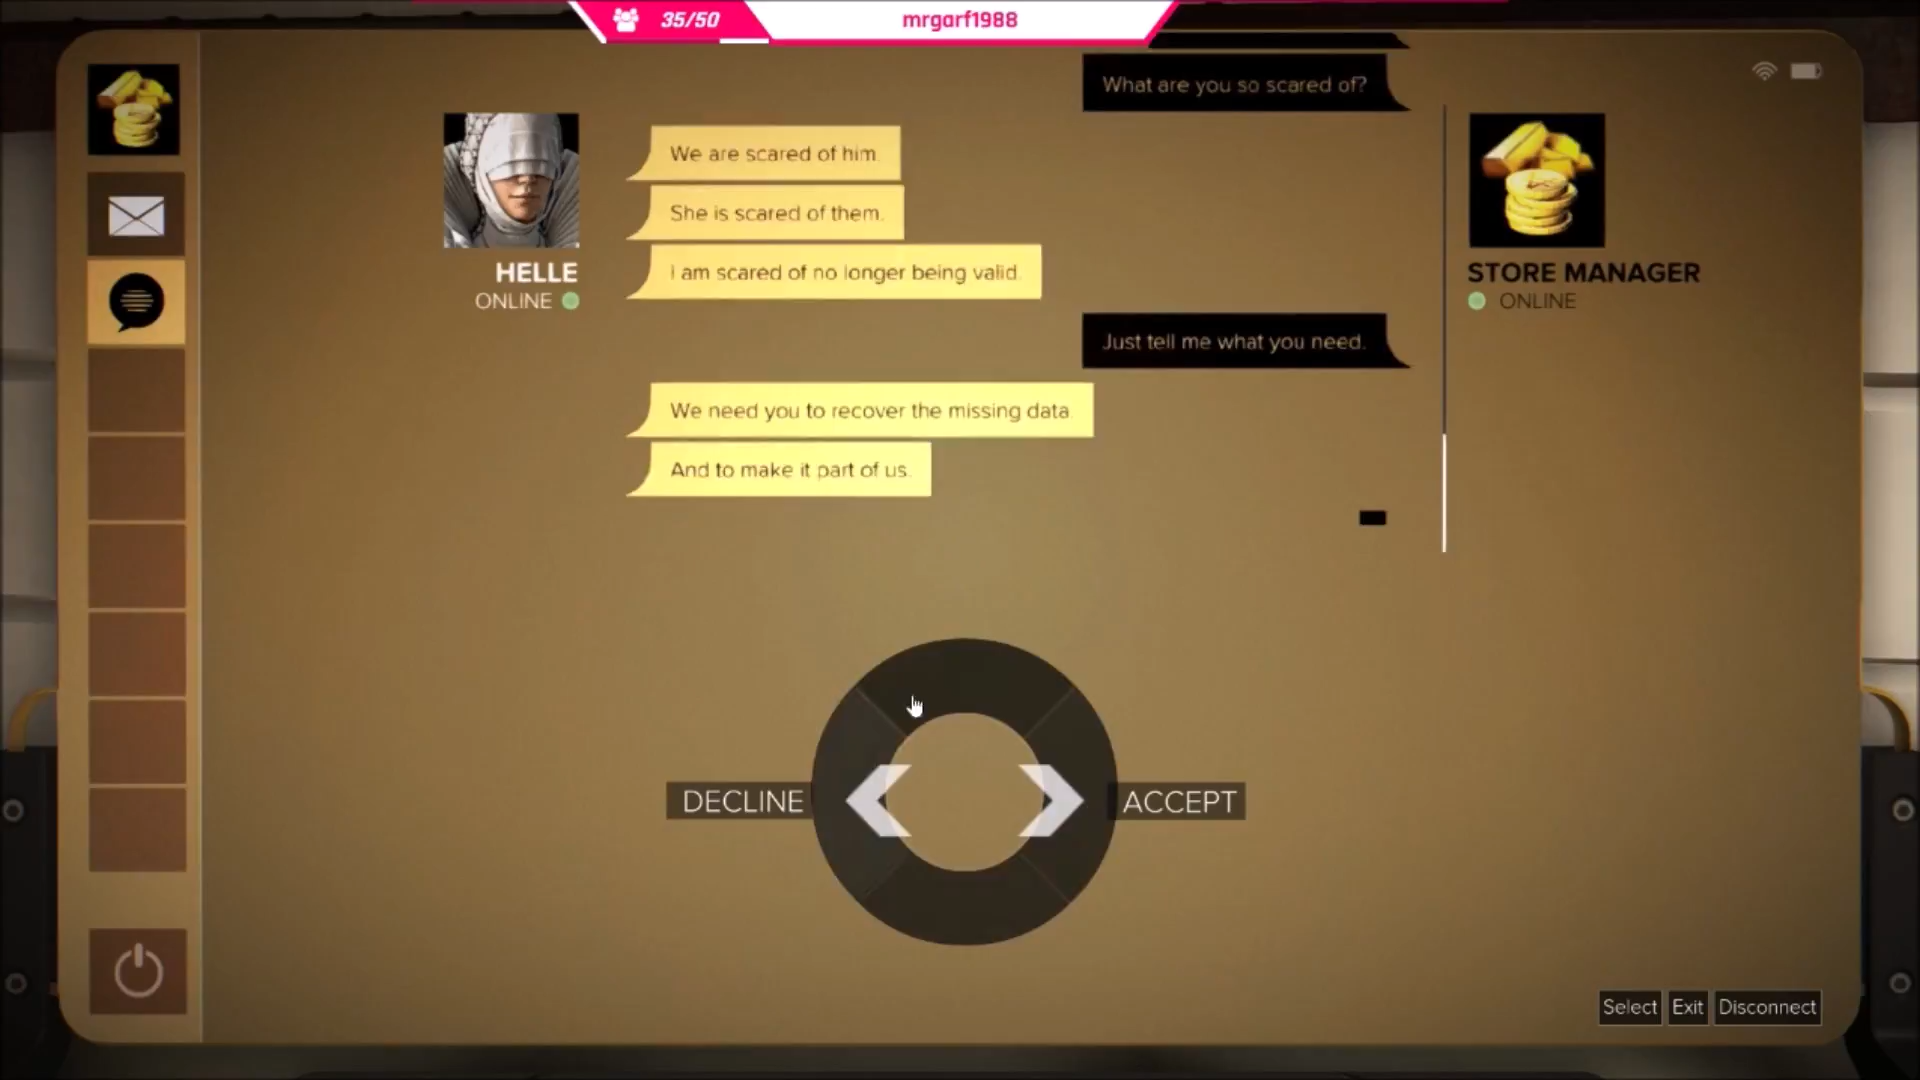 35/50
mrgarf1988
What are you so scared of?
We are scared of him.
She is scared of them.
I am scared of no longer being valid.
HELLE
ONLINE
STORE MANAGER
ONLINE
Just tell me what you need.
We need you to recover the missing data.
And to make it part of us.
DECLINE
ACCEPT
Select Exit Disconnect